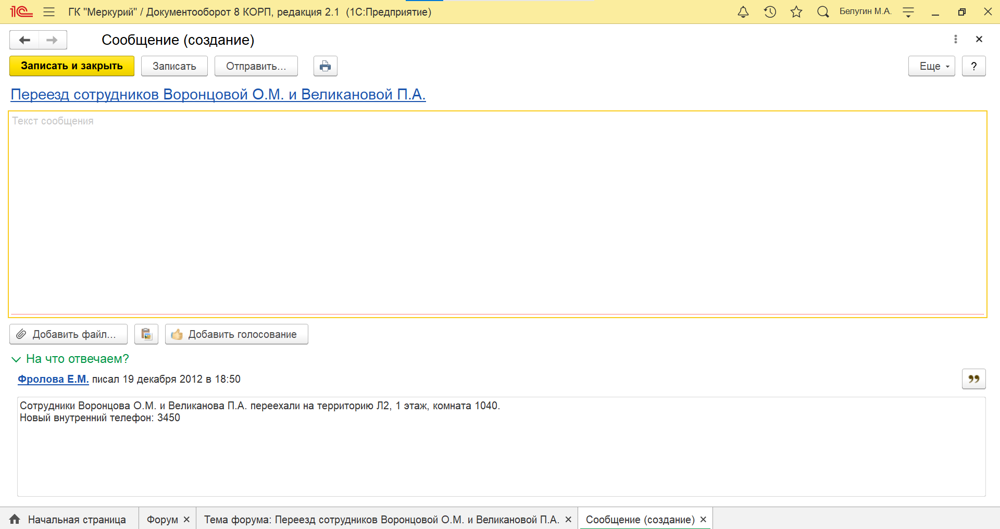 1С ГК "Меркурий" / Документооборот 8 КОРП, редакция 2.1 (1С:Предприятие) Белугин М.А.
Сообщение (создание)
Записать и закрыть Записать Отправить... Еще ?
Переезд сотрудников Воронцовой О.М. и Великановой П.А.
Текст сообщения
Добавить файл... Добавить голосование
На что отвечаем?
Фролова Е.М. писал 19 декабря 2012 в 18:50
Сотрудники Воронцова О.М. и Великанова П.А. переехали на территорию Л2, 1 этаж, комната 1040.
Новый внутренний телефон: 3450
Начальная страница Форум Тема форума: Переезд сотрудников Воронцовой О.М. и Великановой П.А. Сообщение (создание)